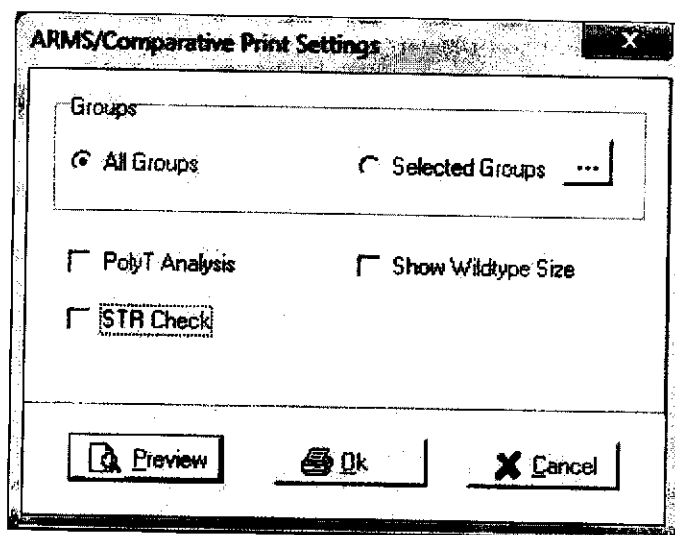 ARMS/Comparative Print Settings
Groups
All Groups
Selected Groups ...
PolyT Analysis
Show Wildtype Size
STR Check
Preview
Ok
Cancel